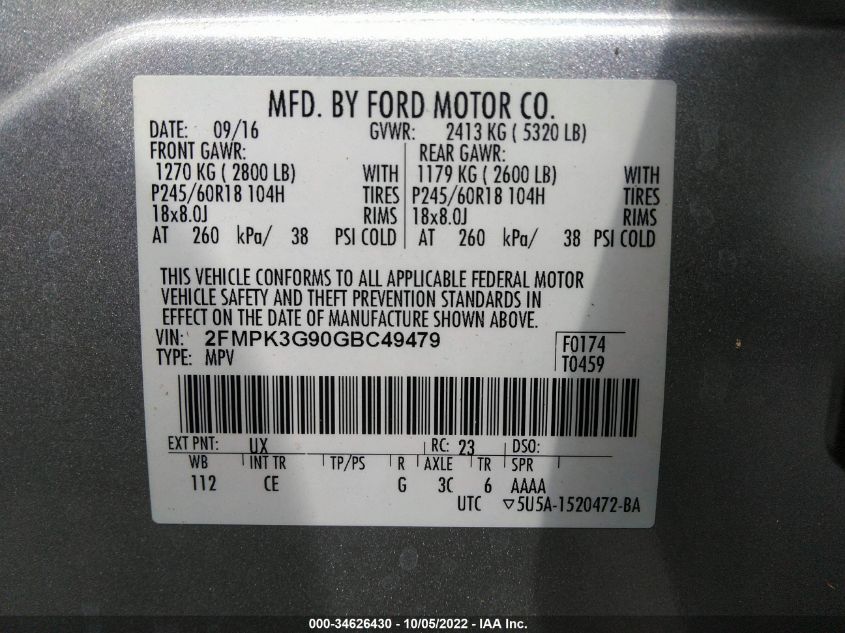 MFD. BY FORD MOTOR CO.
DATE: 09/16 GVWR: 2413 KG ( 5320 LB)
FRONT GAWR: REAR GAWR:
1270 KG ( 2800 LB) WITH 1179 KG ( 2600 LB) WITH
P245/60R18 104H TIRES P245/60R18 104H TIRES
18x8.0J RIMS 18x8.0J RIMS
AT 260 kPa/ 38 PSI COLD AT 260 kPa/ 38 PSI COLD
THIS VEHICLE CONFORMS TO ALL APPLICABLE FEDERAL MOTOR
VEHICLE SAFETY AND THEFT PREVENTION STANDARDS IN
EFFECT ON THE DATE OF MANUFACTURE SHOWN ABOVE.
VIN: 2FMPK3G90GBC49479 F0174
TYPE: MPV T0459
EXT PNT: UX RC: 23 DSO:
WB INT TR TP/PS R AXLE TR SPR
112 CE G 3C 6 AAAA
UTC ▽5U5A-1520472-BA
000-34626430 - 10/05/2022 - IAA Inc.